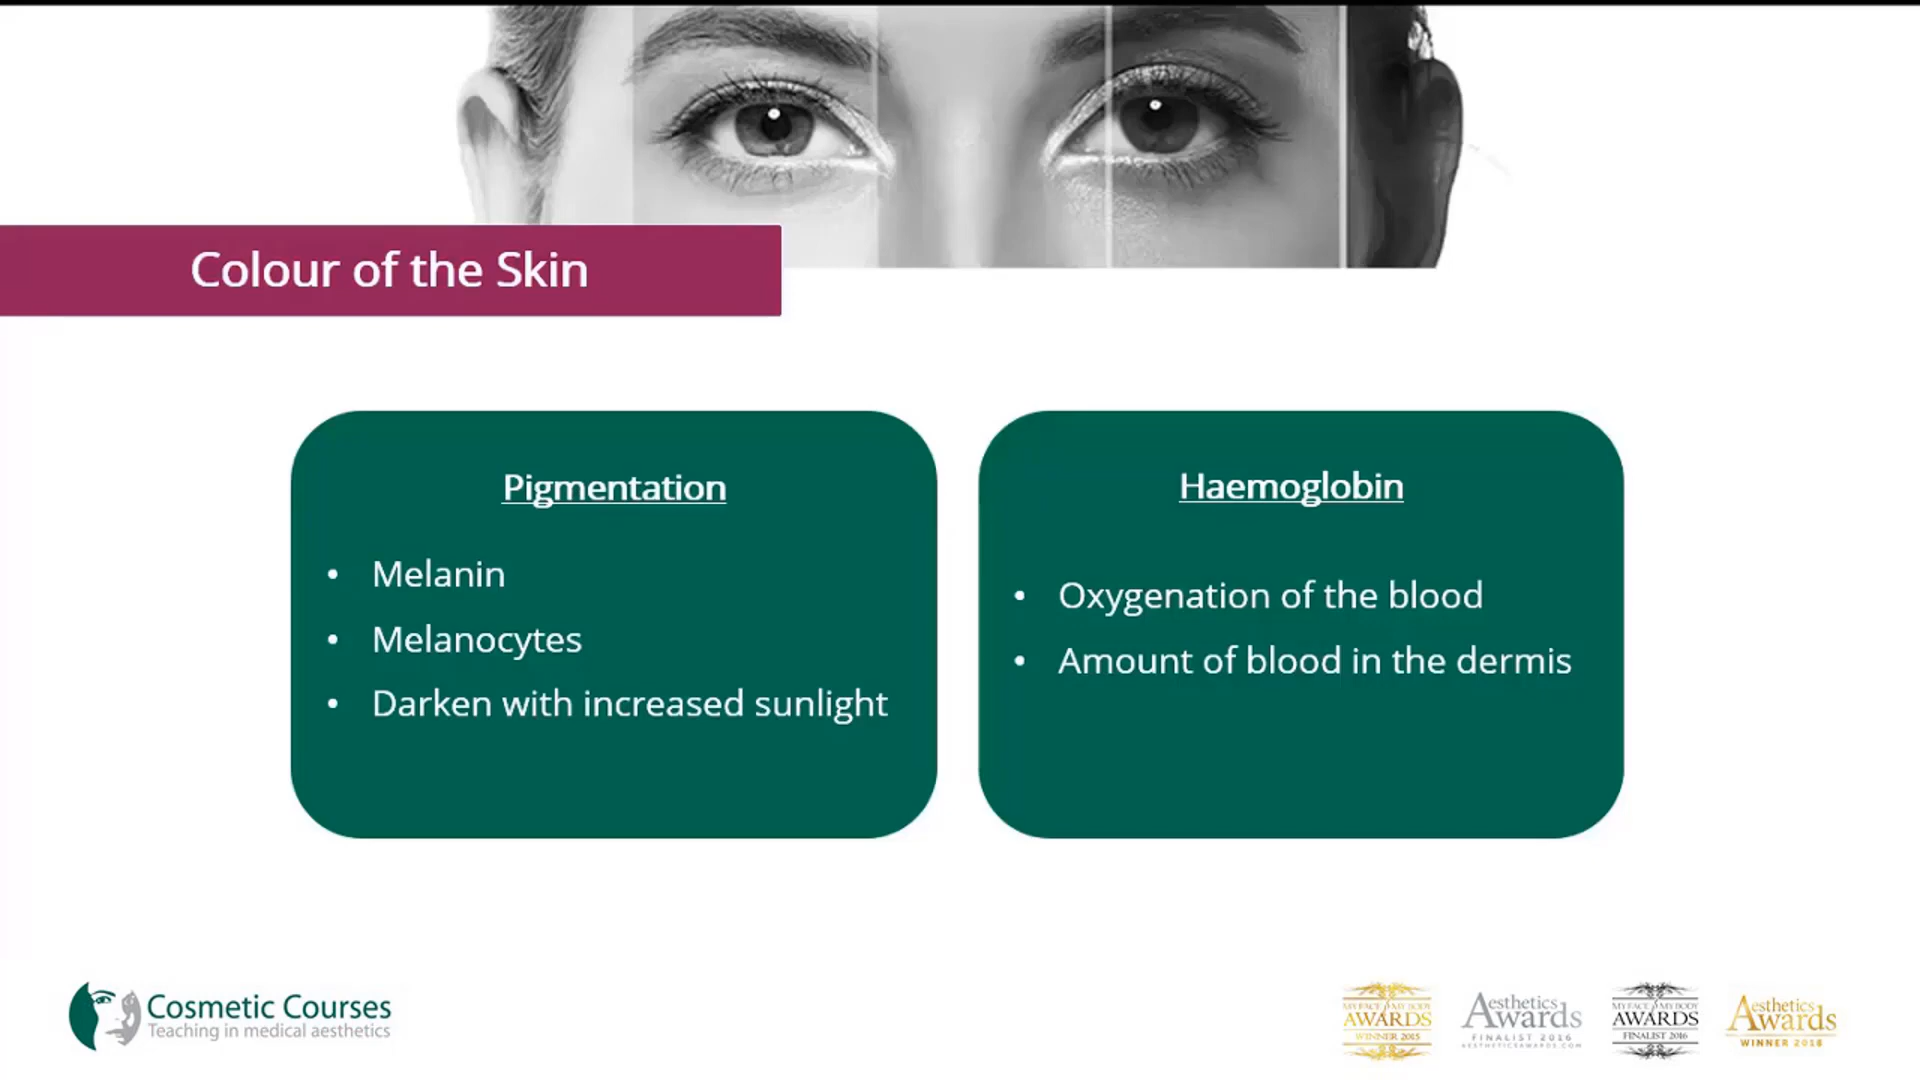 Colour of the Skin
Pigmentation
• Melanin
• Melanocytes
• Darken with increased sunlight
Haemoglobin
• Oxygenation of the blood
• Amount of blood in the dermis
Cosmetic Courses
Teaching in medical aesthetics
MY FACE MY BODY
AWARDS
WINNER 2015
Aesthetics
Awards
FINALIST 2016
AESTHETICSAWARDS.COM
MY FACE MY BODY
AWARDS
FINALIST 2016
Aesthetics
Awards
WINNER 2018